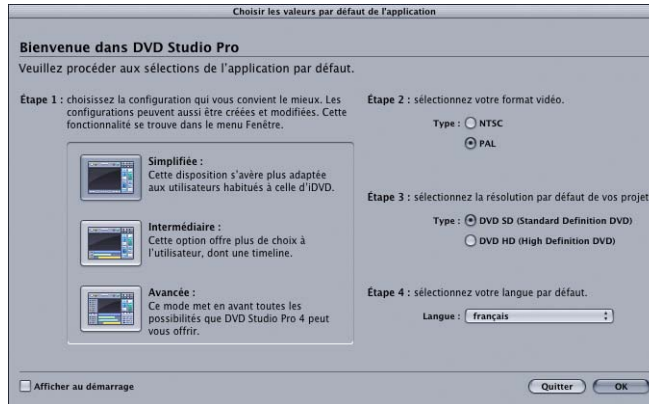 Choisir les valeurs par défaut de l'application
Bienvenue dans DVD Studio Pro
Veuillez procéder aux sélections de l'application par défaut.
Étape 1 : choisissez la configuration qui vous convient le mieux. Les
configurations peuvent aussi être créées et modifiées. Cette
fonctionnalité se trouve dans le menu Fenêtre.
Simplifiée :
Cette disposition s'avère plus adaptée
aux utilisateurs habitués à celle d'iDVD.
Intermédiaire :
Cette option offre plus de choix à
l'utilisateur, dont une timeline.
Avancée :
Ce mode met en avant toutes les
possibilités que DVD Studio Pro 4 peut
vous offrir.
Étape 2 : sélectionnez votre format vidéo.
Type : NTSC
PAL
Étape 3 : sélectionnez la résolution par défaut de vos projet
Type : DVD SD (Standard Definition DVD)
DVD HD (High Definition DVD)
Étape 4 : sélectionnez votre langue par défaut.
Langue : français
Afficher au démarrage
Quitter
OK